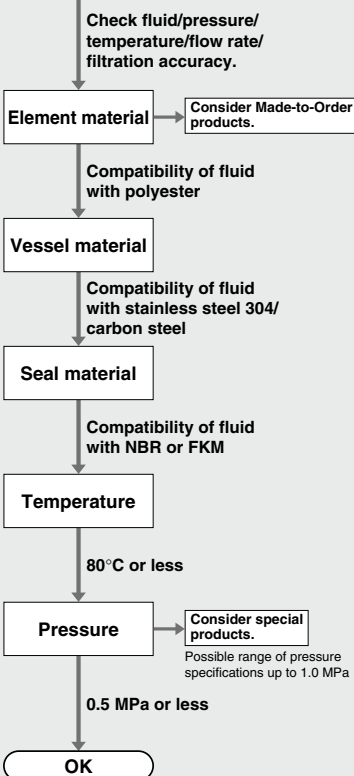 Check fluid/pressure/
temperature/flow rate/
filtration accuracy.
Element material
Consider Made-to-Order
products.
Compatibility of fluid
with polyester
Vessel material
Compatibility of fluid
with stainless steel 304/
carbon steel
Seal material
Compatibility of fluid
with NBR or FKM
Temperature
80°C or less
Pressure
Consider special
products.
Possible range of pressure
specifications up to 1.0 MPa
0.5 MPa or less
OK